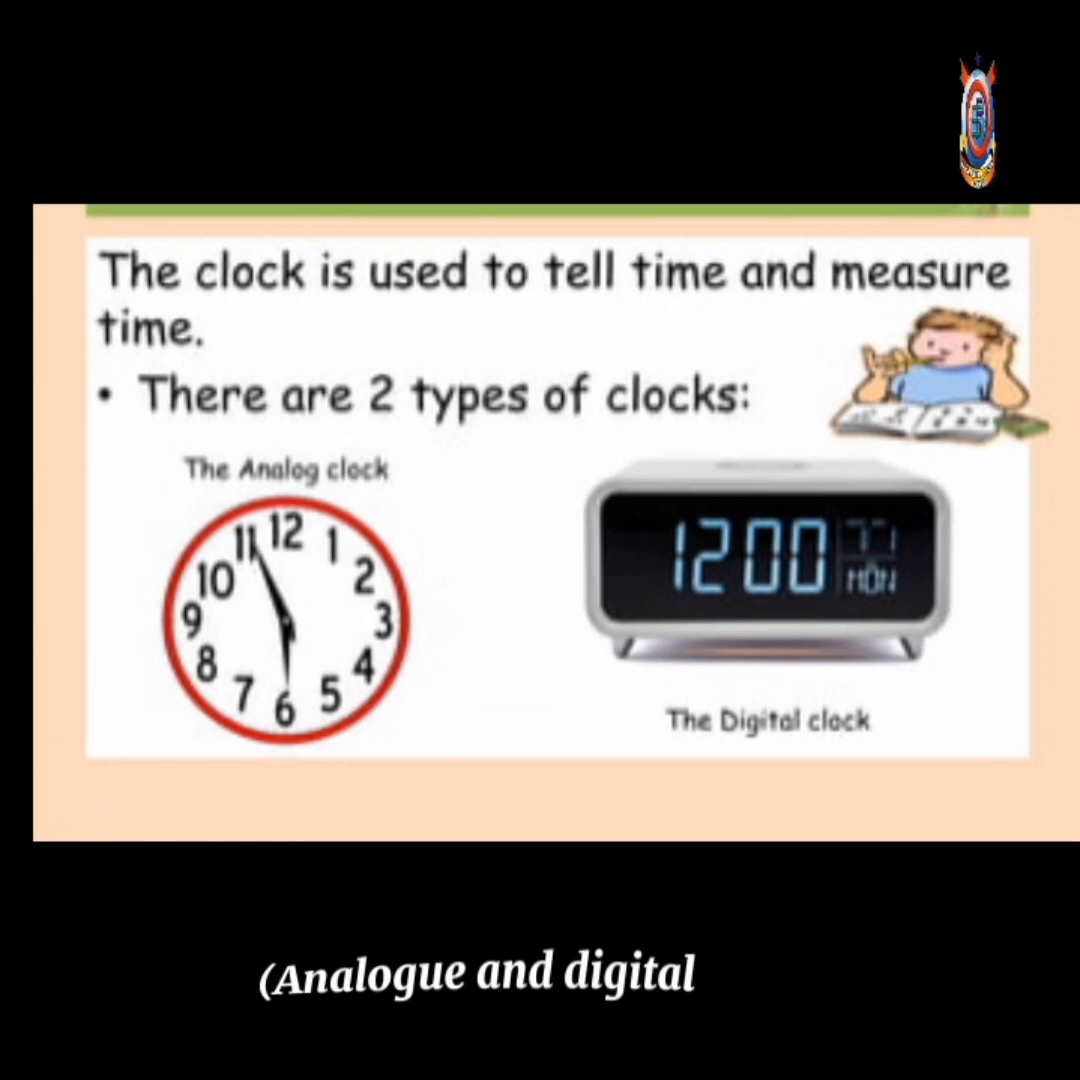 The clock is used to tell time and measure
time.
• There are 2 types of clocks:
The Analog clock
12
11
1
10
2
9
3
8
4
7
5
6
1200
77
MON
The Digital clock
(Analogue and digital